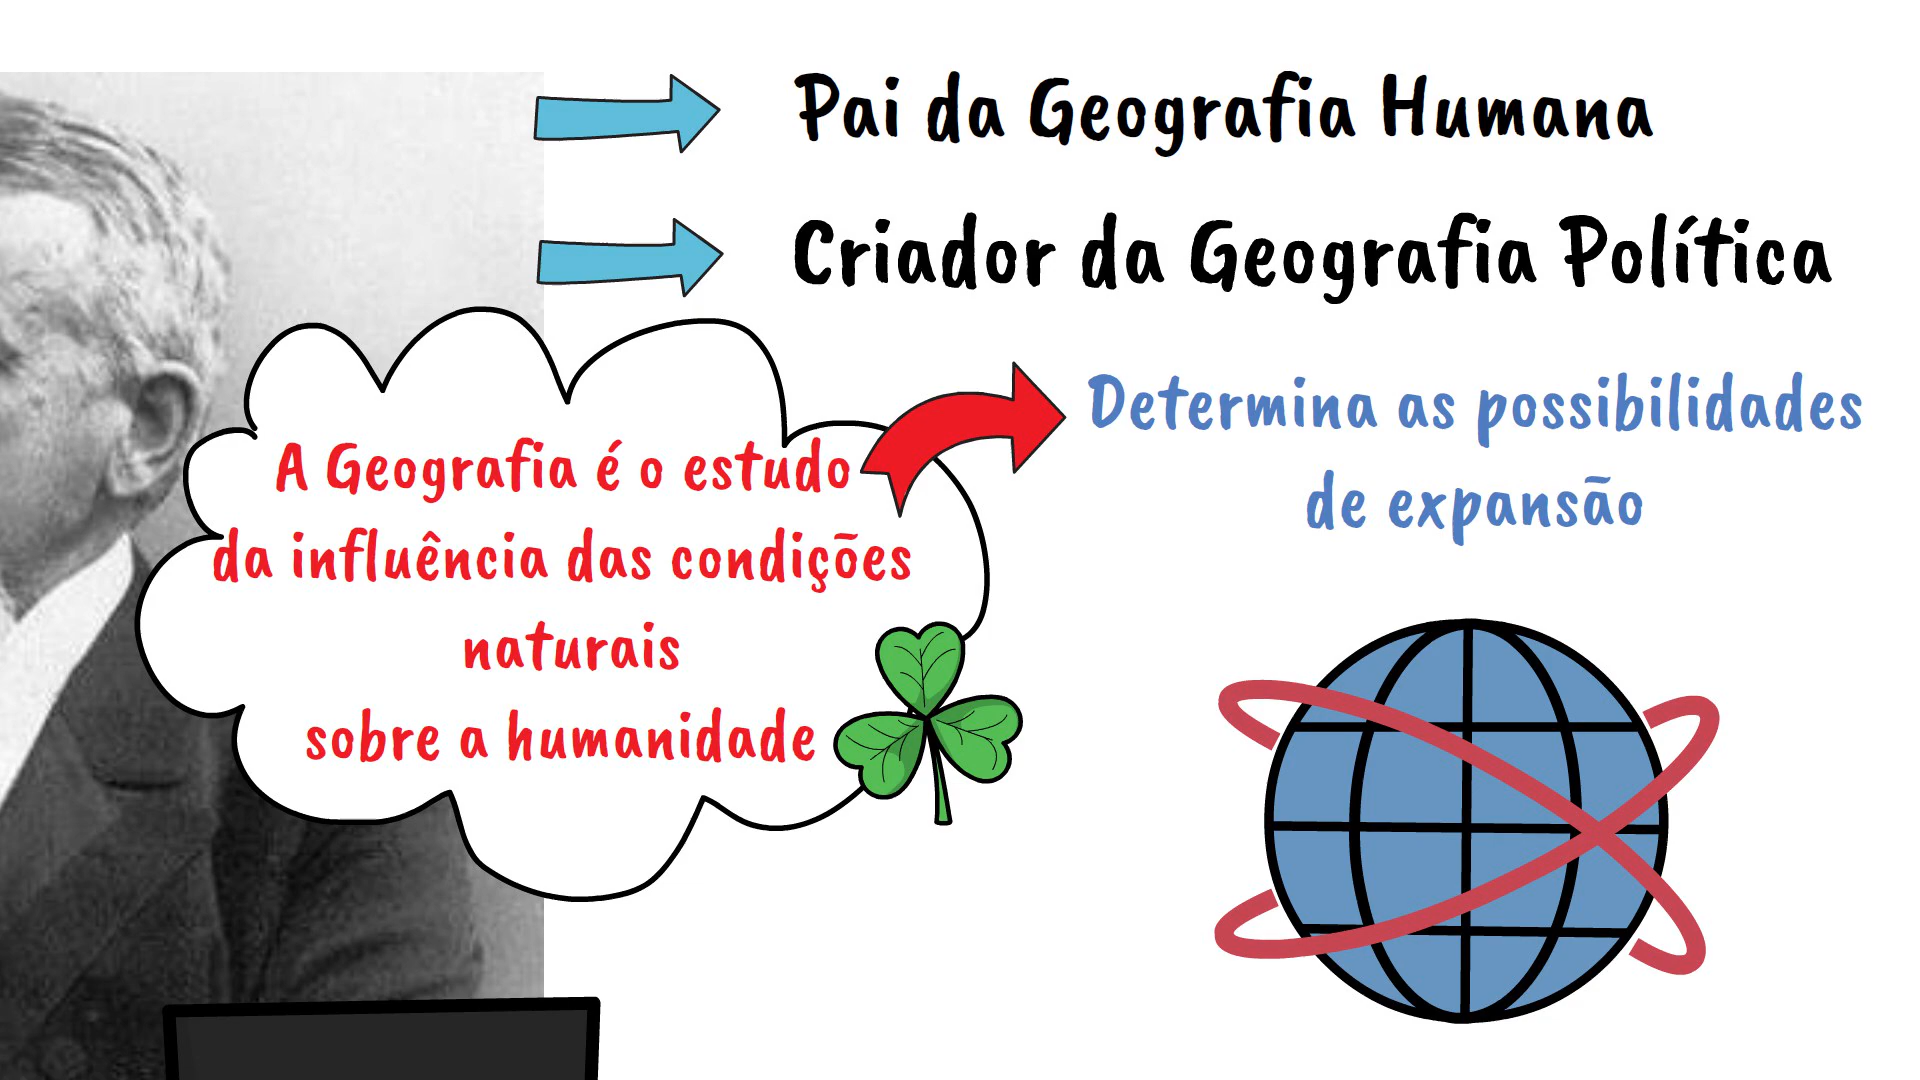 Pai da Geografia Humana
Criador da Geografia Política
Determina as possibilidades
de expansão
A Geografia é o estudo
da influência das condições
naturais
sobre a humanidade